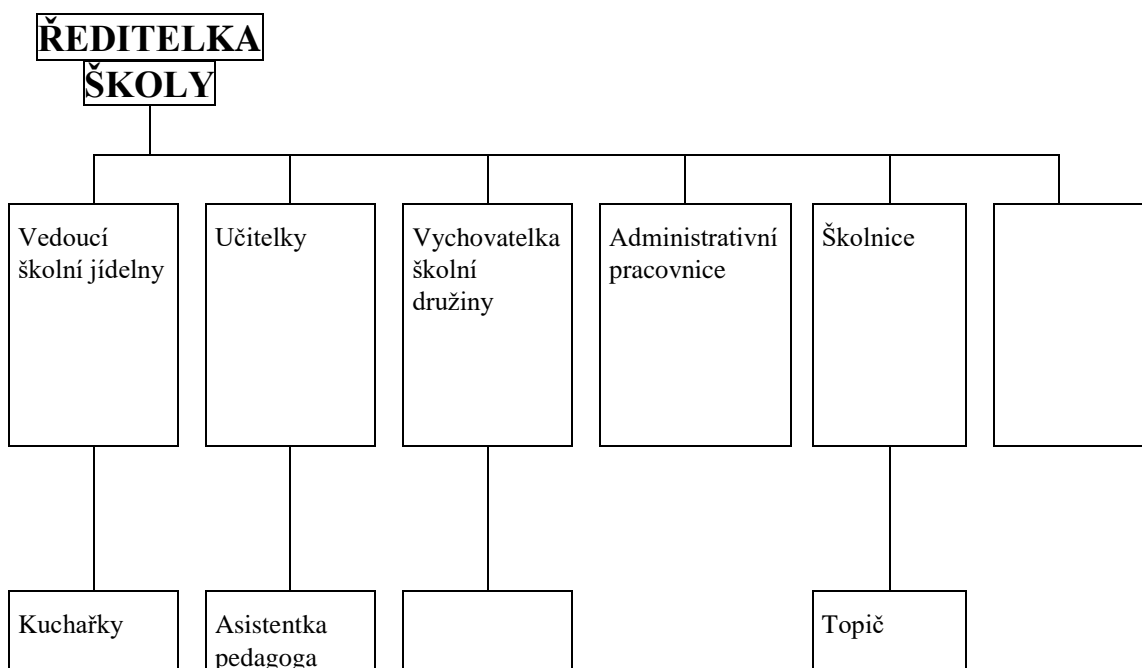 ŘEDITELKA
ŠKOLY
Vedoucí
školní jídelny
Učitelky
Vychovatelka
školní
družiny
Administrativní
pracovnice
Školnice
Kuchařky
Asistentka
pedagoga
Topič